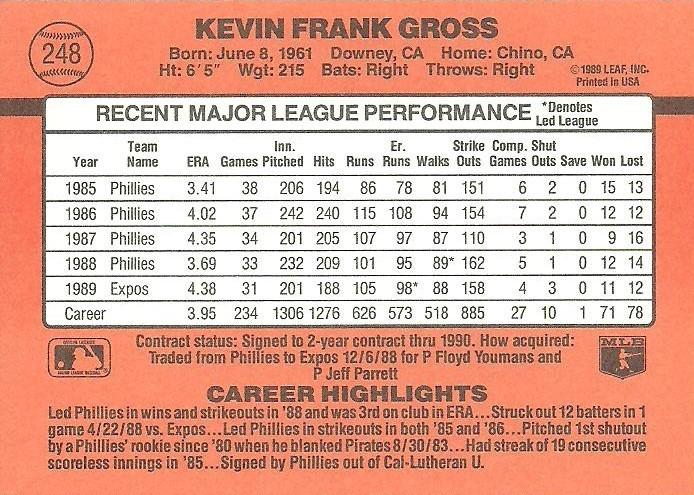 248
KEVIN FRANK GROSS
Born: June 8, 1961 Downey, CA Home: Chino, CA
Ht: 6'5" Wgt: 215 Bats: Right Throws: Right
©1989 LEAF, INC.
Printed in USA
RECENT MAJOR LEAGUE PERFORMANCE *Denotes Led League
Year Team Name ERA Games Inn. Pitched Hits Runs Er. Runs Walks Strike Outs Comp. Games Shut Outs Save Won Lost
1985 Phillies 3.41 38 206 194 86 78 81 151 6 2 0 15 13
1986 Phillies 4.02 37 242 240 115 108 94 154 7 2 0 12 12
1987 Phillies 4.35 34 201 205 107 97 87 110 3 1 0 9 16
1988 Phillies 3.69 33 232 209 101 95 89* 162 5 1 0 12 14
1989 Expos 4.38 31 201 188 105 98* 88 158 4 3 0 11 12
Career 3.95 234 1306 1276 626 573 518 885 27 10 1 71 78
Contract status: Signed to 2-year contract thru 1990. How acquired:
Traded from Phillies to Expos 12/6/88 for P Floyd Youmans and
P Jeff Parrett
MLB
CAREER HIGHLIGHTS
Led Phillies in wins and strikeouts in '88 and was 3rd on club in ERA...Struck out 12 batters in 1
game 4/22/88 vs. Expos...Led Phillies in strikeouts in both '85 and '86...Pitched 1st shutout
by a Phillies' rookie since '80 when he blanked Pirates 8/30/83...Had streak of 19 consecutive
scoreless innings in '85...Signed by Phillies out of Cal-Lutheran U.